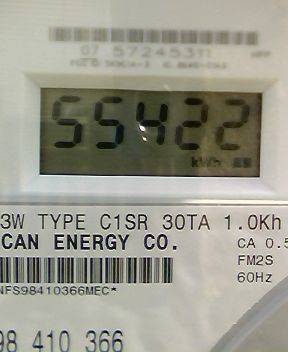 07 57245311
55422
kWh
3W TYPE C1SR 30TA 1.0Kh
CAN ENERGY CO.
CA 0.5
FM2S
60Hz
NFS98410366MEC*
98 410 366